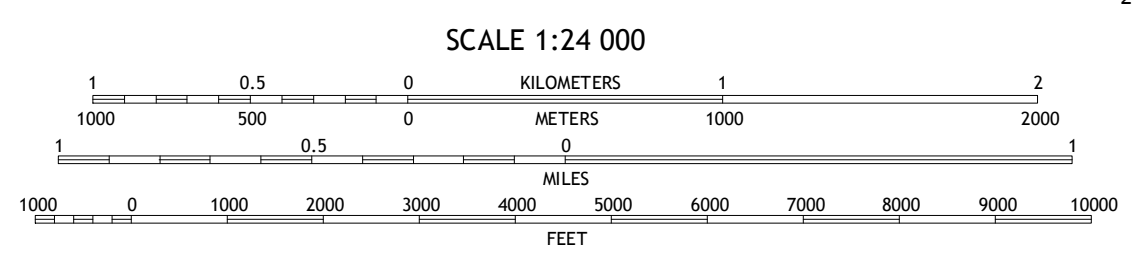 2
SCALE 1:24 000
1 0.5 0 KILOMETERS 1 2
1000 500 0 METERS 1000 2000
1 0.5 0 1
MILES
1000 0 1000 2000 3000 4000 5000 6000 7000 8000 9000 10000
FEET